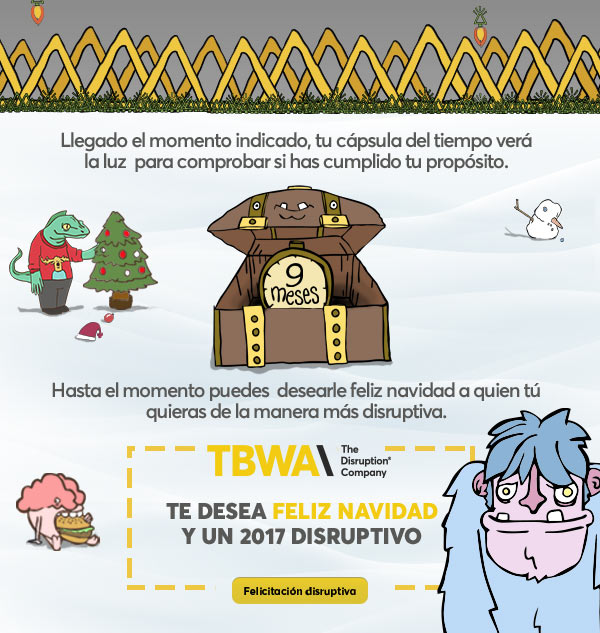 Llegado el momento indicado, tu cápsula del tiempo verá
la luz para comprobar si has cumplido tu propósito.
9
meses
Hasta el momento puedes desearle feliz navidad a quien tú
quieras de la manera más disruptiva.
TBWA\ The
Disruption®
Company
TE DESEA FELIZ NAVIDAD
Y UN 2017 DISRUPTIVO
Felicitación disruptiva